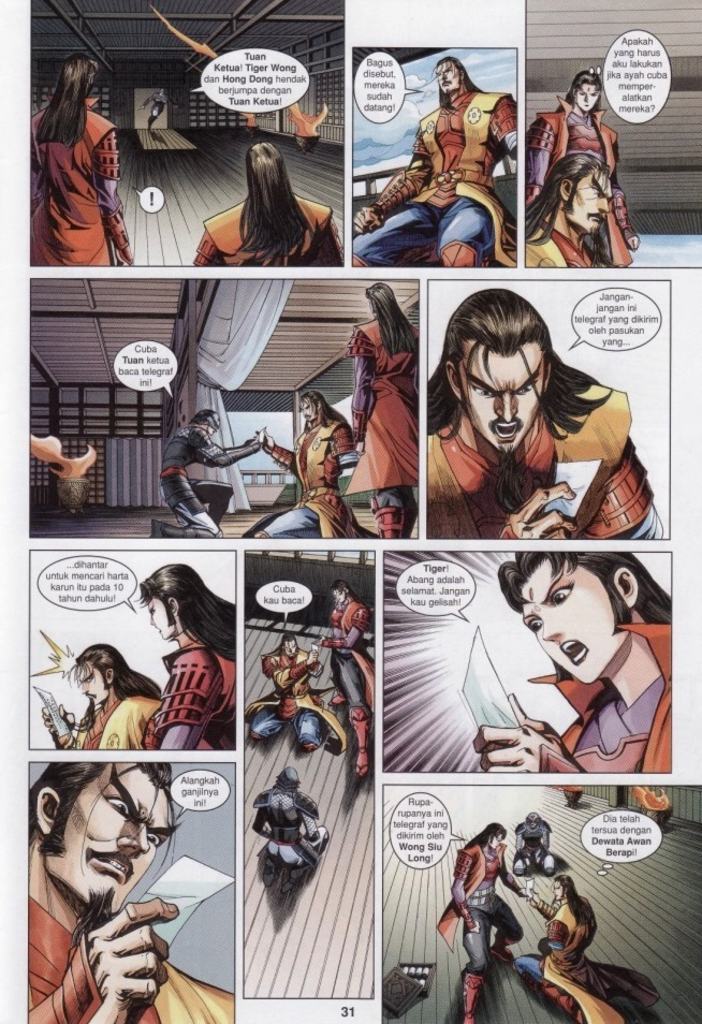 Tuan
Ketua! Tiger Wong
dan Hong Dong hendak
berjumpa dengan
Tuan Ketua!
!
Bagus
disebut,
mereka
sudah
datang!
Apakah
yang harus
aku lakukan
jika ayah cuba
memper-
alatkan
mereka?
Cuba
Tuan ketua
baca telegraf
ini!
Jangan-
jangan ini
telegraf yang dikirim
oleh pasukan
yang...
...dihantar
untuk mencari harta
karun itu pada 10
tahun dahulu!
Cuba
kau baca!
Tiger!
Abang adalah
selamat. Jangan
kau gelisah!
Alangkah
ganjilnya
ini!
Rupa-
rupanya ini
telegraf yang
dikirim oleh
Wong Siu
Long!
Dia telah
tersua dengan
Dewata Awan
Berapi!
31